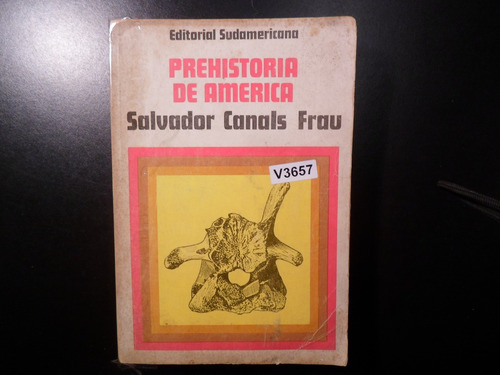 Editorial Sudamericana
PREHISTORIA
DE AMERICA
Salvador Canals Frau
V3657